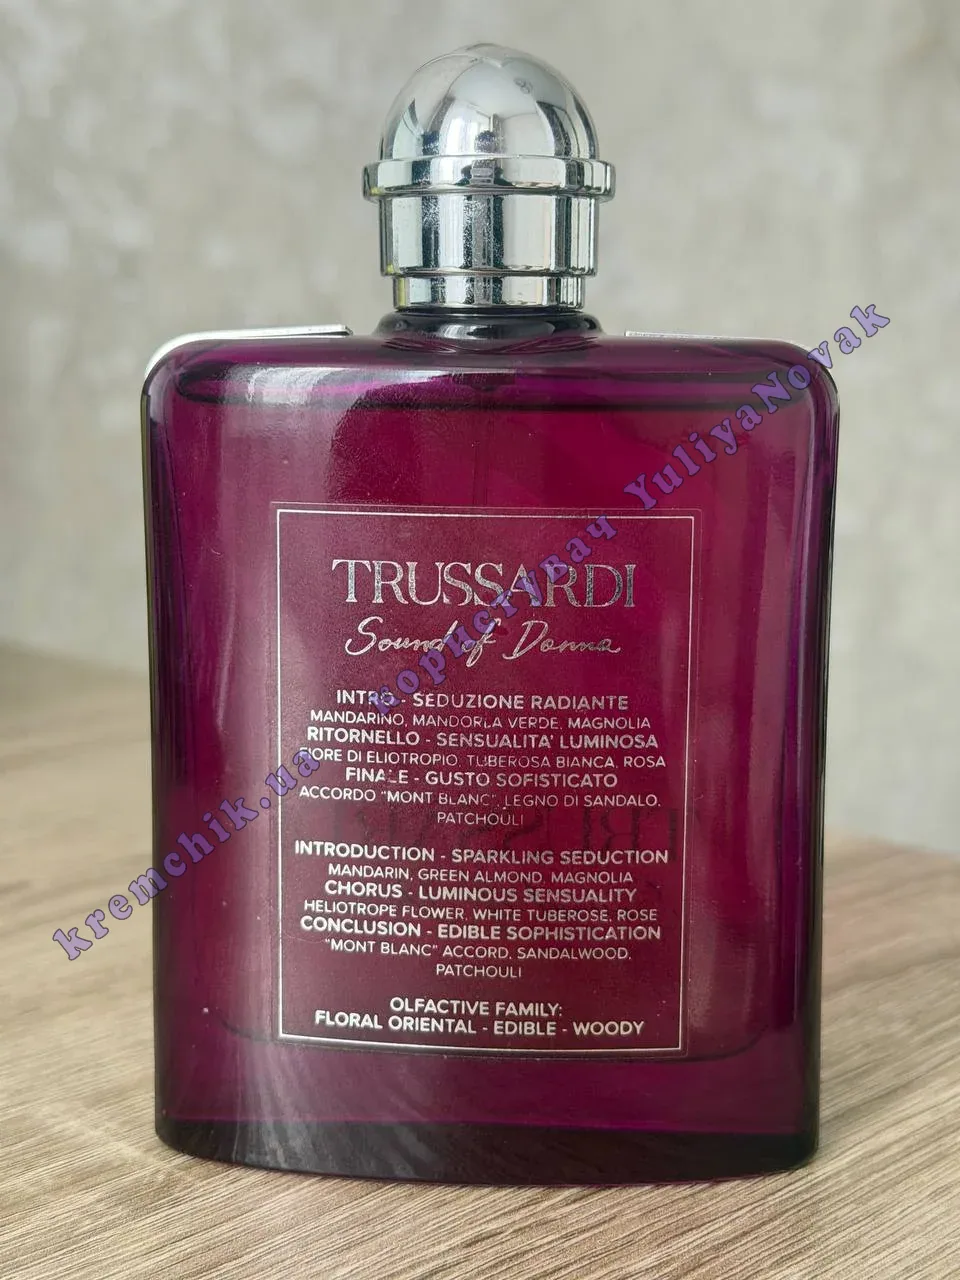 TRUSSARDI
Sound of Donna
INTRO - SEDUZIONE RADIANTE
MANDARINO, MANDORLA VERDE, MAGNOLIA
RITORNELLO - SENSUALITA' LUMINOSA
FIORE DI ELIOTROPIO, TUBEROSA BIANCA, ROSA
FINALE - GUSTO SOFISTICATO
ACCORDO "MONT BLANC", LEGNO DI SANDALO,
PATCHOULI
INTRODUCTION - SPARKLING SEDUCTION
MANDARIN, GREEN ALMOND, MAGNOLIA
CHORUS - LUMINOUS SENSUALITY
HELIOTROPE FLOWER, WHITE TUBEROSE, ROSE
CONCLUSION - EDIBLE SOPHISTICATION
"MONT BLANC" ACCORD, SANDALWOOD,
PATCHOULI
OLFACTIVE FAMILY:
FLORAL ORIENTAL - EDIBLE - WOODY
kremchik.ua користувач YuliyaNovak